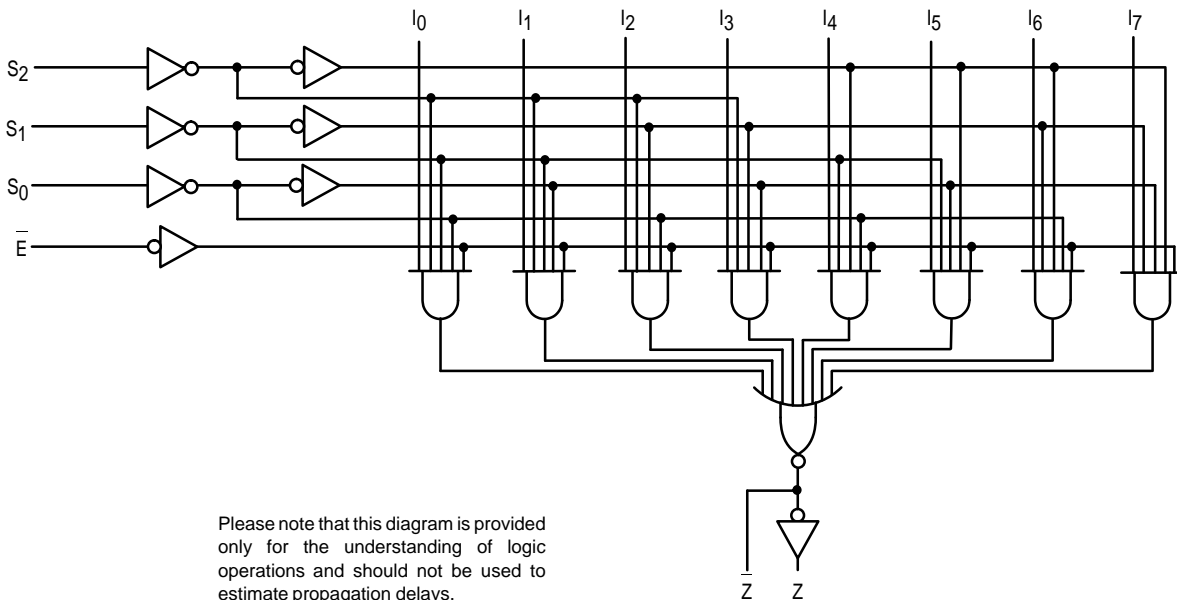 I0 I1 I2 I3 I4 I5 I6 I7
S2
S1
S0
E̅
Please note that this diagram is provided
only for the understanding of logic
operations and should not be used to
estimate propagation delays.
Z̅ Z